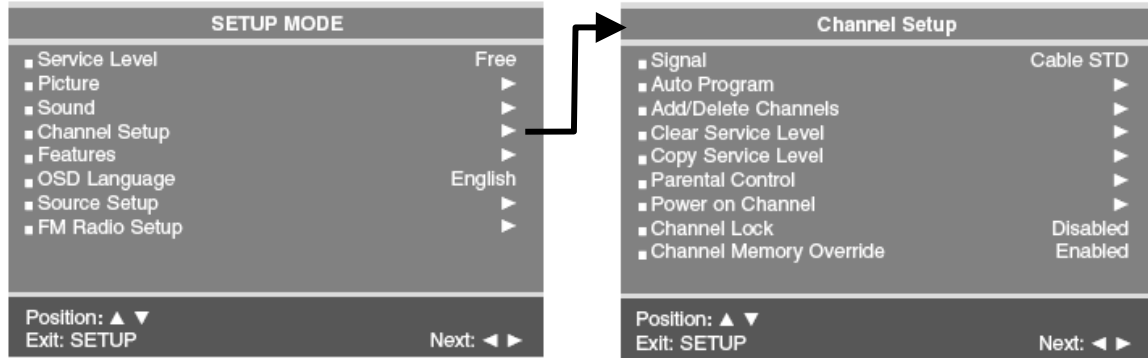 SETUP MODE
■ Service Level Free
■ Picture ►
■ Sound ►
■ Channel Setup ►
■ Features ►
■ OSD Language English
■ Source Setup ►
■ FM Radio Setup ►
Position: ▲ ▼
Exit: SETUP Next: ◄ ►
Channel Setup
■ Signal Cable STD
■ Auto Program ►
■ Add/Delete Channels ►
■ Clear Service Level ►
■ Copy Service Level ►
■ Parental Control ►
■ Power on Channel ►
■ Channel Lock Disabled
■ Channel Memory Override Enabled
Position: ▲ ▼
Exit: SETUP Next: ◄ ►